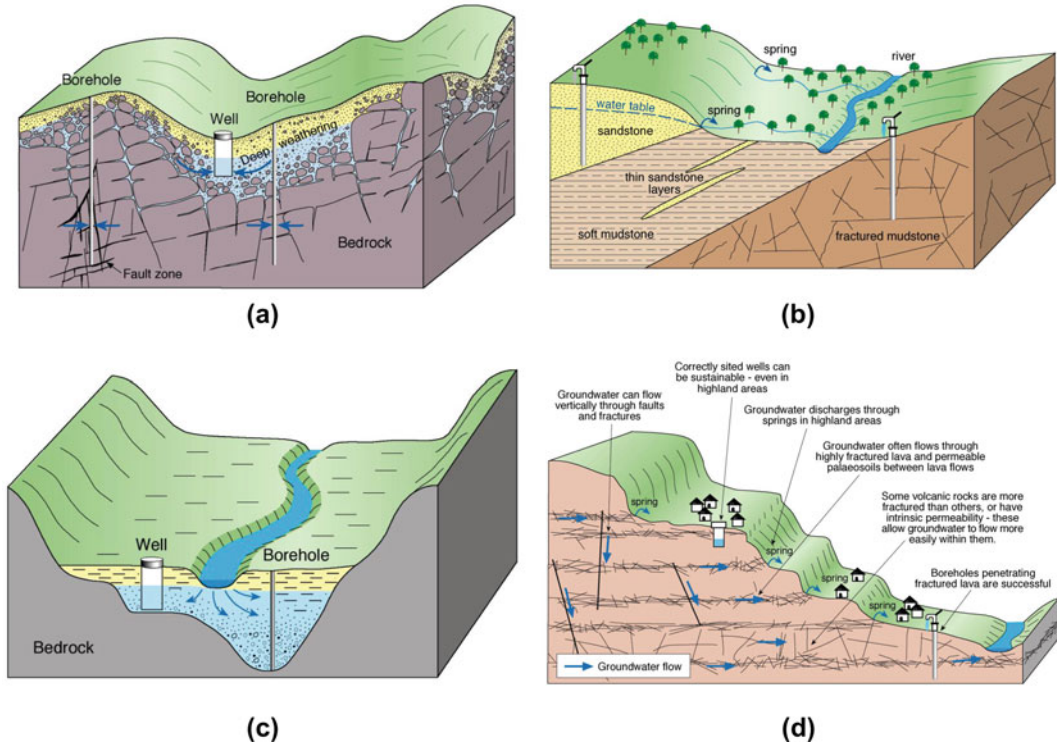 Borehole
Borehole
Well
Deep weathering
Bedrock
Fault zone
(a)
spring
river
water table
spring
sandstone
thin sandstone
layers
soft mudstone
fractured mudstone
(b)
Well
Borehole
Bedrock
(c)
Correctly sited wells can
be sustainable - even in
highland areas
Groundwater can flow
vertically through faults
and fractures
Groundwater discharges through
springs in highland areas
Groundwater often flows through
highly fractured lava and permeable
palaeosoils between lava flows
Some volcanic rocks are more
fractured than others, or have
intrinsic permeability - these
allow groundwater to flow more
easily within them.
Boreholes penetrating
fractured lava are successful
spring
spring
spring
spring
Groundwater flow
(d)